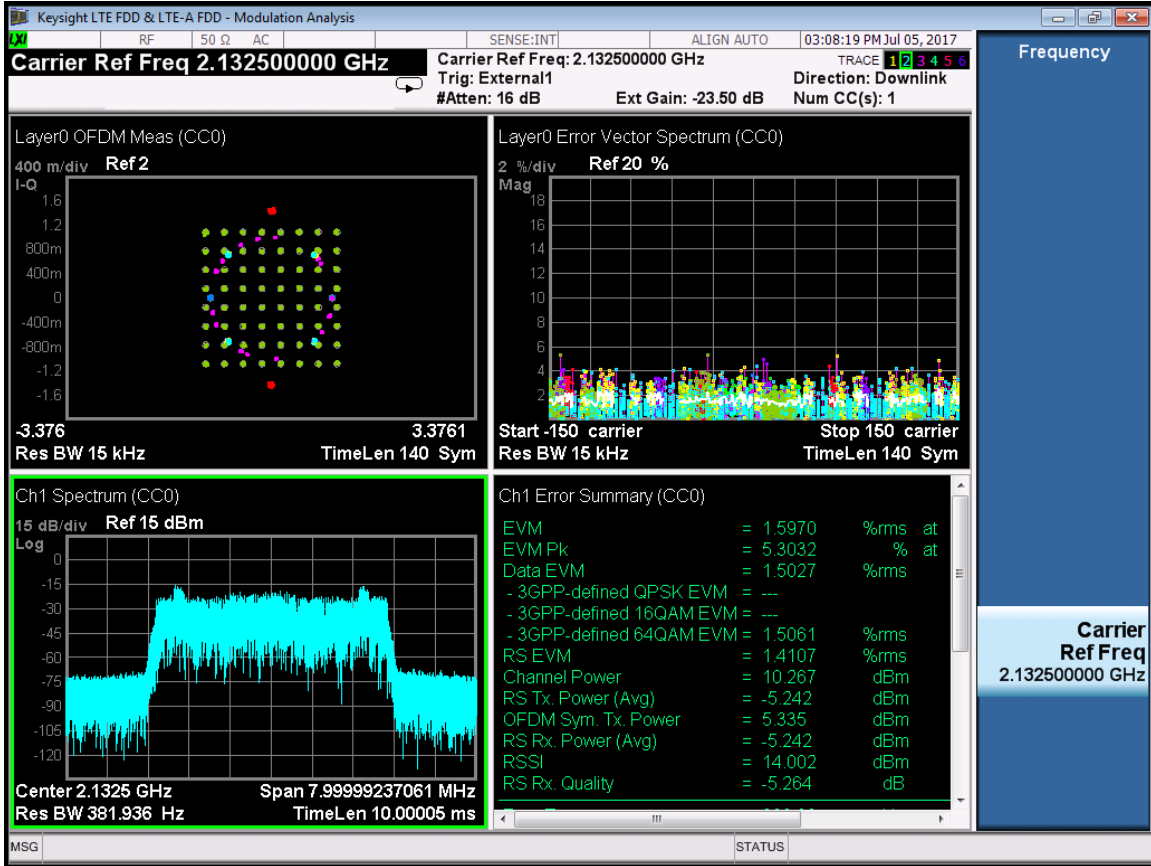 Keysight LTE FDD & LTE-A FDD - Modulation Analysis
LXI RF 50 Ω AC SENSE:INT ALIGN AUTO 03:08:19 PM Jul 05, 2017
Carrier Ref Freq 2.132500000 GHz
Carrier Ref Freq: 2.132500000 GHz
Trig: External1
#Atten: 16 dB Ext Gain: -23.50 dB
TRACE 1 2 3 4 5 6
Direction: Downlink
Num CC(s): 1
Frequency
Layer0 OFDM Meas (CC0)
400 m/div Ref 2
I-Q
1.6
1.2
800m
400m
0
-400m
-800m
-1.2
-1.6
-3.376 3.3761
Res BW 15 kHz TimeLen 140 Sym
Layer0 Error Vector Spectrum (CC0)
2 %/div Ref 20 %
Mag
18
16
14
12
10
8
6
4
2
Start -150 carrier Stop 150 carrier
Res BW 15 kHz TimeLen 140 Sym
Ch1 Spectrum (CC0)
15 dB/div Ref 15 dBm
Log
0
-15
-30
-45
-60
-75
-90
-105
-120
Center 2.1325 GHz Span 7.99999237061 MHz
Res BW 381.936 Hz TimeLen 10.00005 ms
Ch1 Error Summary (CC0)
EVM = 1.5970 %rms at
EVM Pk = 5.3032 % at
Data EVM = 1.5027 %rms
- 3GPP-defined QPSK EVM = ---
- 3GPP-defined 16QAM EVM = ---
- 3GPP-defined 64QAM EVM = 1.5061 %rms
RS EVM = 1.4107 %rms
Channel Power = 10.267 dBm
RS Tx. Power (Avg) = -5.242 dBm
OFDM Sym. Tx. Power = 5.335 dBm
RS Rx. Power (Avg) = -5.242 dBm
RSSI = 14.002 dBm
RS Rx. Quality = -5.264 dB
Carrier
Ref Freq
2.132500000 GHz
MSG STATUS